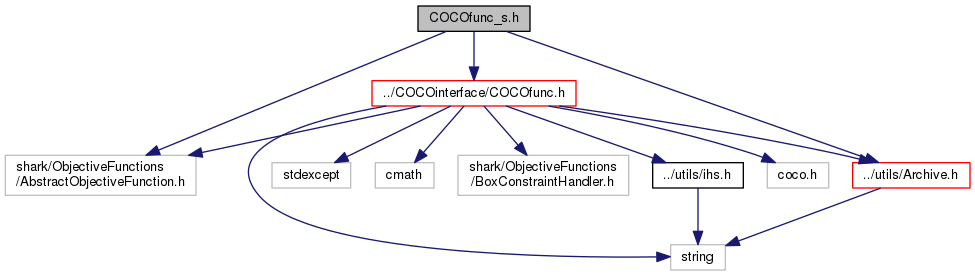 COCOfunc_s.h
../COCOinterface/COCOfunc.h
shark/ObjectiveFunctions
/AbstractObjectiveFunction.h
stdexcept
cmath
shark/ObjectiveFunctions
/BoxConstraintHandler.h
../utils/ihs.h
coco.h
../utils/Archive.h
string